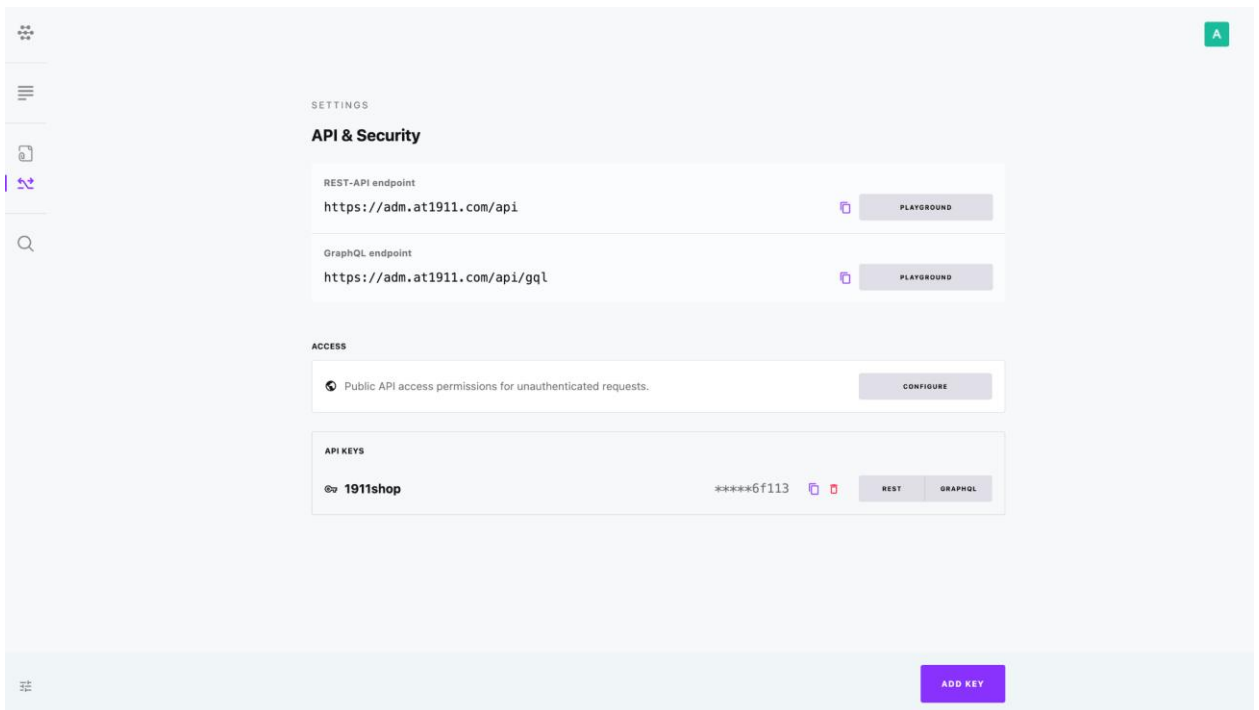 A
SETTINGS
API & Security
REST-API endpoint
https://adm.at1911.com/api
PLAYGROUND
GraphQL endpoint
https://adm.at1911.com/api/gql
PLAYGROUND
ACCESS
Public API access permissions for unauthenticated requests.
CONFIGURE
API KEYS
1911shop
*****6f113
REST
GRAPHQL
ADD KEY